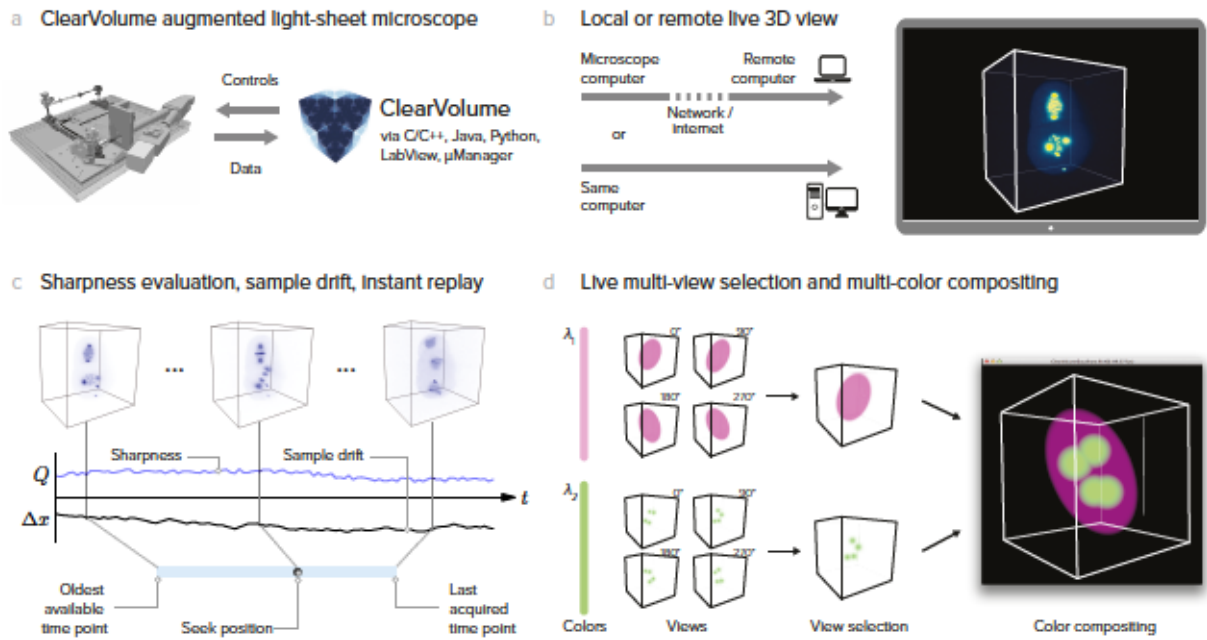 a ClearVolume augmented light-sheet microscope
Controls
Data
ClearVolume
via C/C++, Java, Python,
LabView, μManager
b Local or remote live 3D view
Microscope
computer
Remote
computer
Network /
Internet
or
Same
computer
c Sharpness evaluation, sample drift, instant replay
...
...
Sharpness
Sample drift
Q
t
Δx
Oldest
available
time point
Seek position
Last
acquired
time point
d Live multi-view selection and multi-color compositing
λ₁
0°
90°
180°
270°
λ₂
0°
90°
180°
270°
Colors
Views
View selection
Color compositing